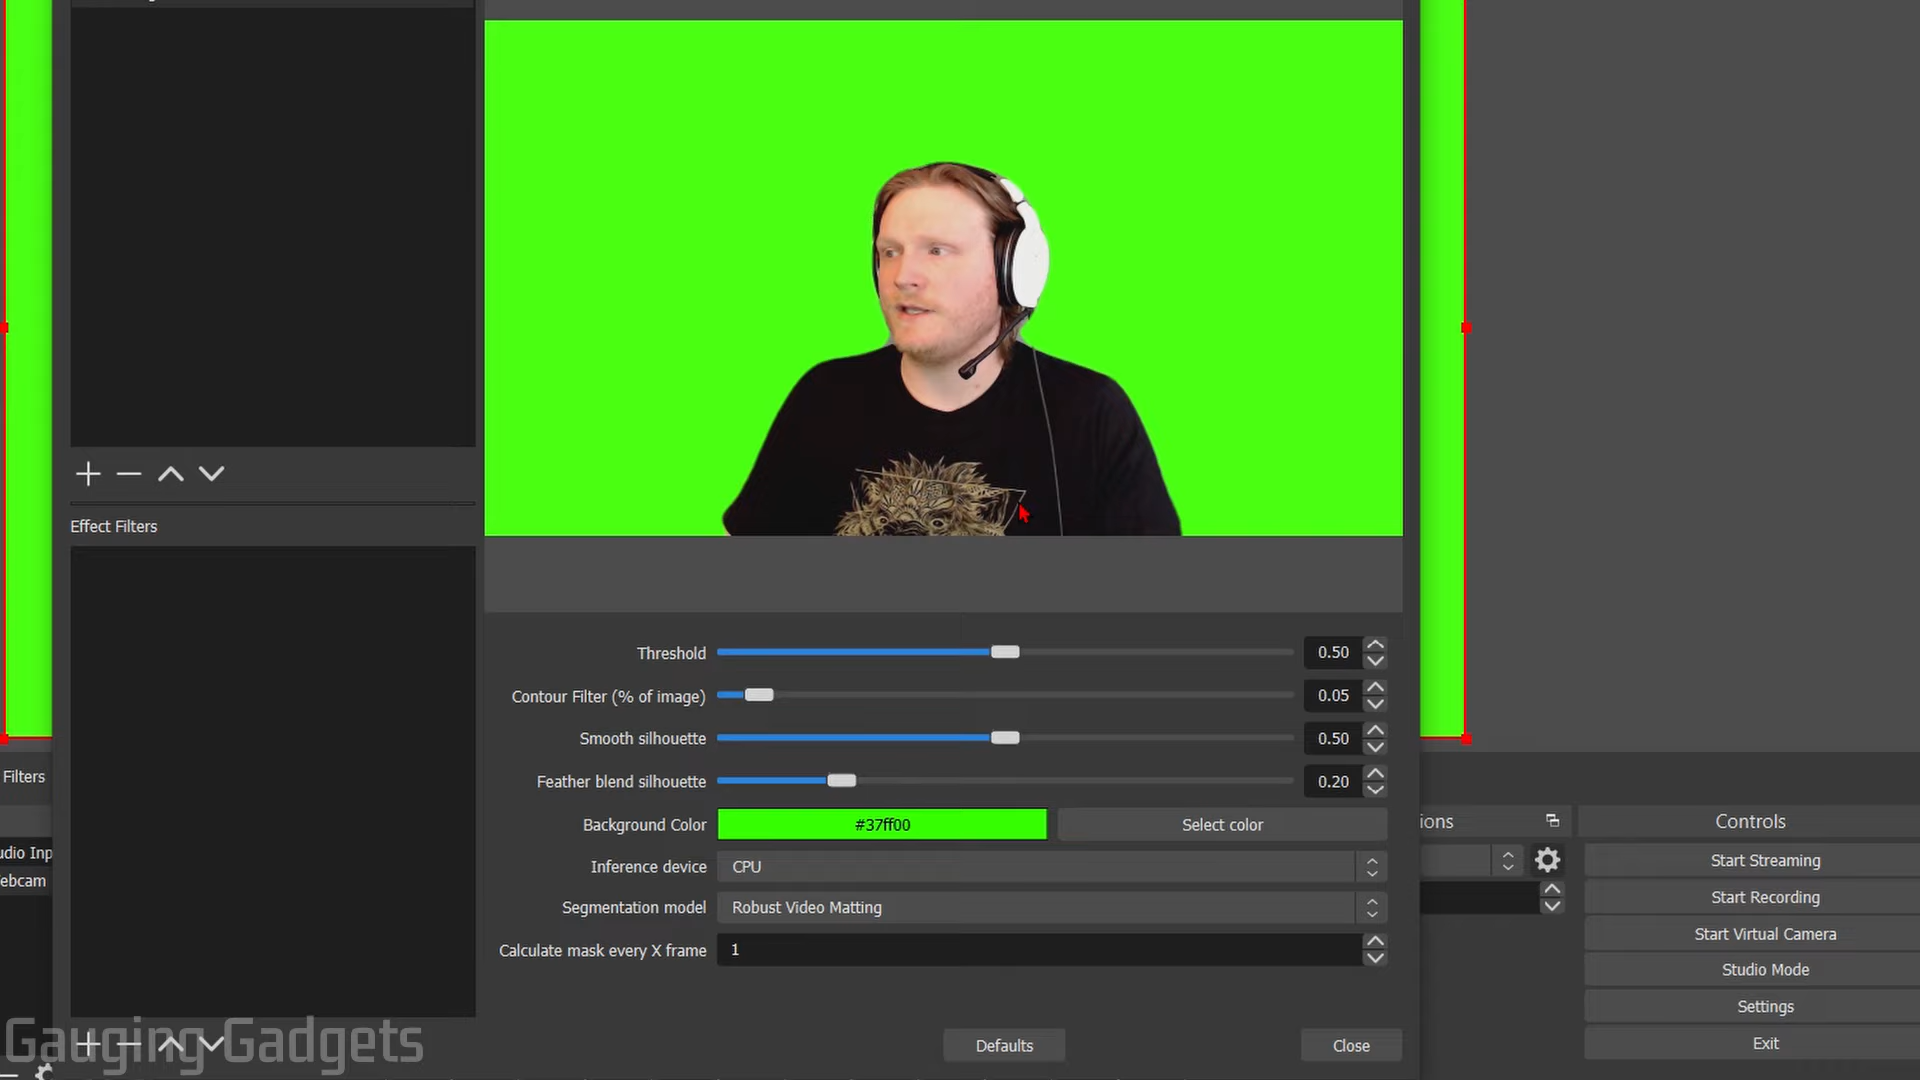 Effect Filters
Threshold 0.50
Contour Filter (% of image) 0.05
Smooth silhouette 0.50
Feather blend silhouette 0.20
Background Color #37ff00 Select color
Inference device CPU
Segmentation model Robust Video Matting
Calculate mask every X frame 1
Defaults Close
Filters
udio Inp
ebcam
ions
Controls
Start Streaming
Start Recording
Start Virtual Camera
Studio Mode
Settings
Exit
Gauging Gadgets